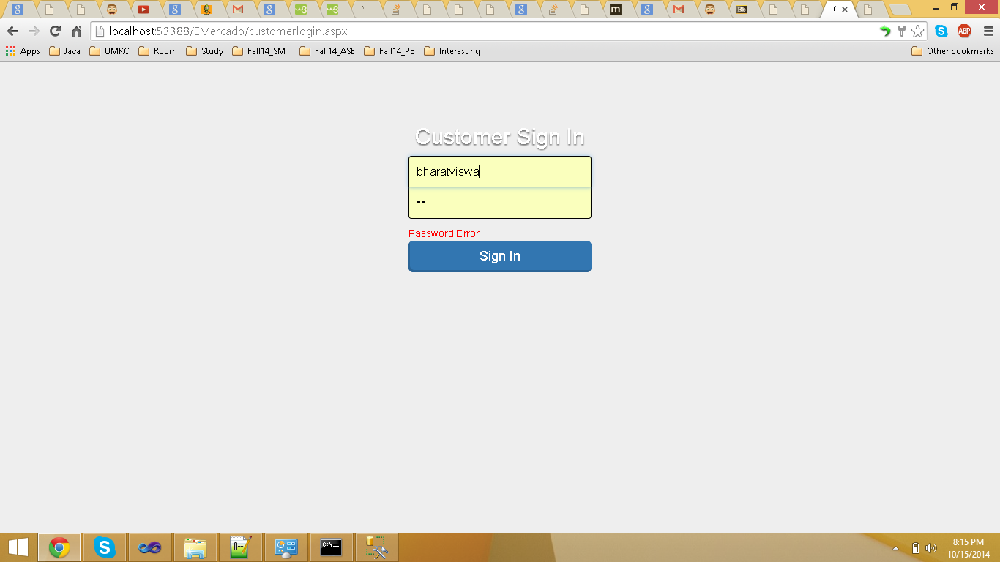 localhost:53388/EMercado/customerlogin.aspx
ABP
Apps Java UMKC Room Study Fall14_SMT Fall14_ASE Fall14_PB Interesting Other bookmarks
Customer Sign In
bharatviswa
••
Password Error
Sign In
8:15 PM
10/15/2014